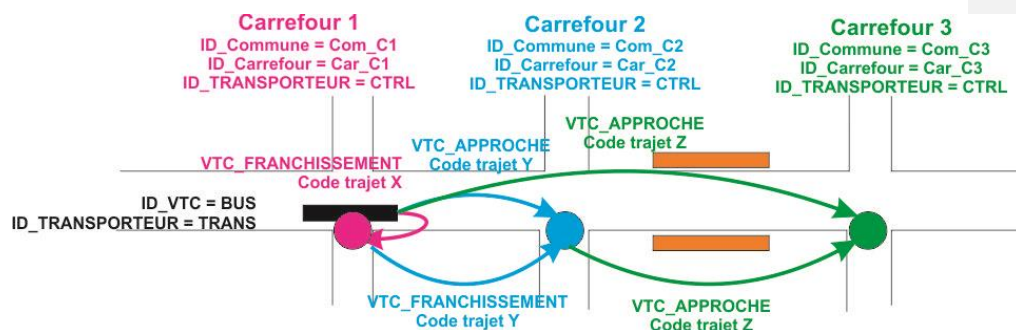 Carrefour 1
ID_Commune = Com_C1
ID_Carrefour = Car_C1
ID_TRANSPORTEUR = CTRL
Carrefour 2
ID_Commune = Com_C2
ID_Carrefour = Car_C2
ID_TRANSPORTEUR = CTRL
Carrefour 3
ID_Commune = Com_C3
ID_Carrefour = Car_C3
ID_TRANSPORTEUR = CTRL
VTC_FRANCHISSEMENT
Code trajet X
VTC_APPROCHE
Code trajet Y
VTC_APPROCHE
Code trajet Z
ID_VTC = BUS
ID_TRANSPORTEUR = TRANS
VTC_FRANCHISSEMENT
Code trajet Y
VTC_APPROCHE
Code trajet Z